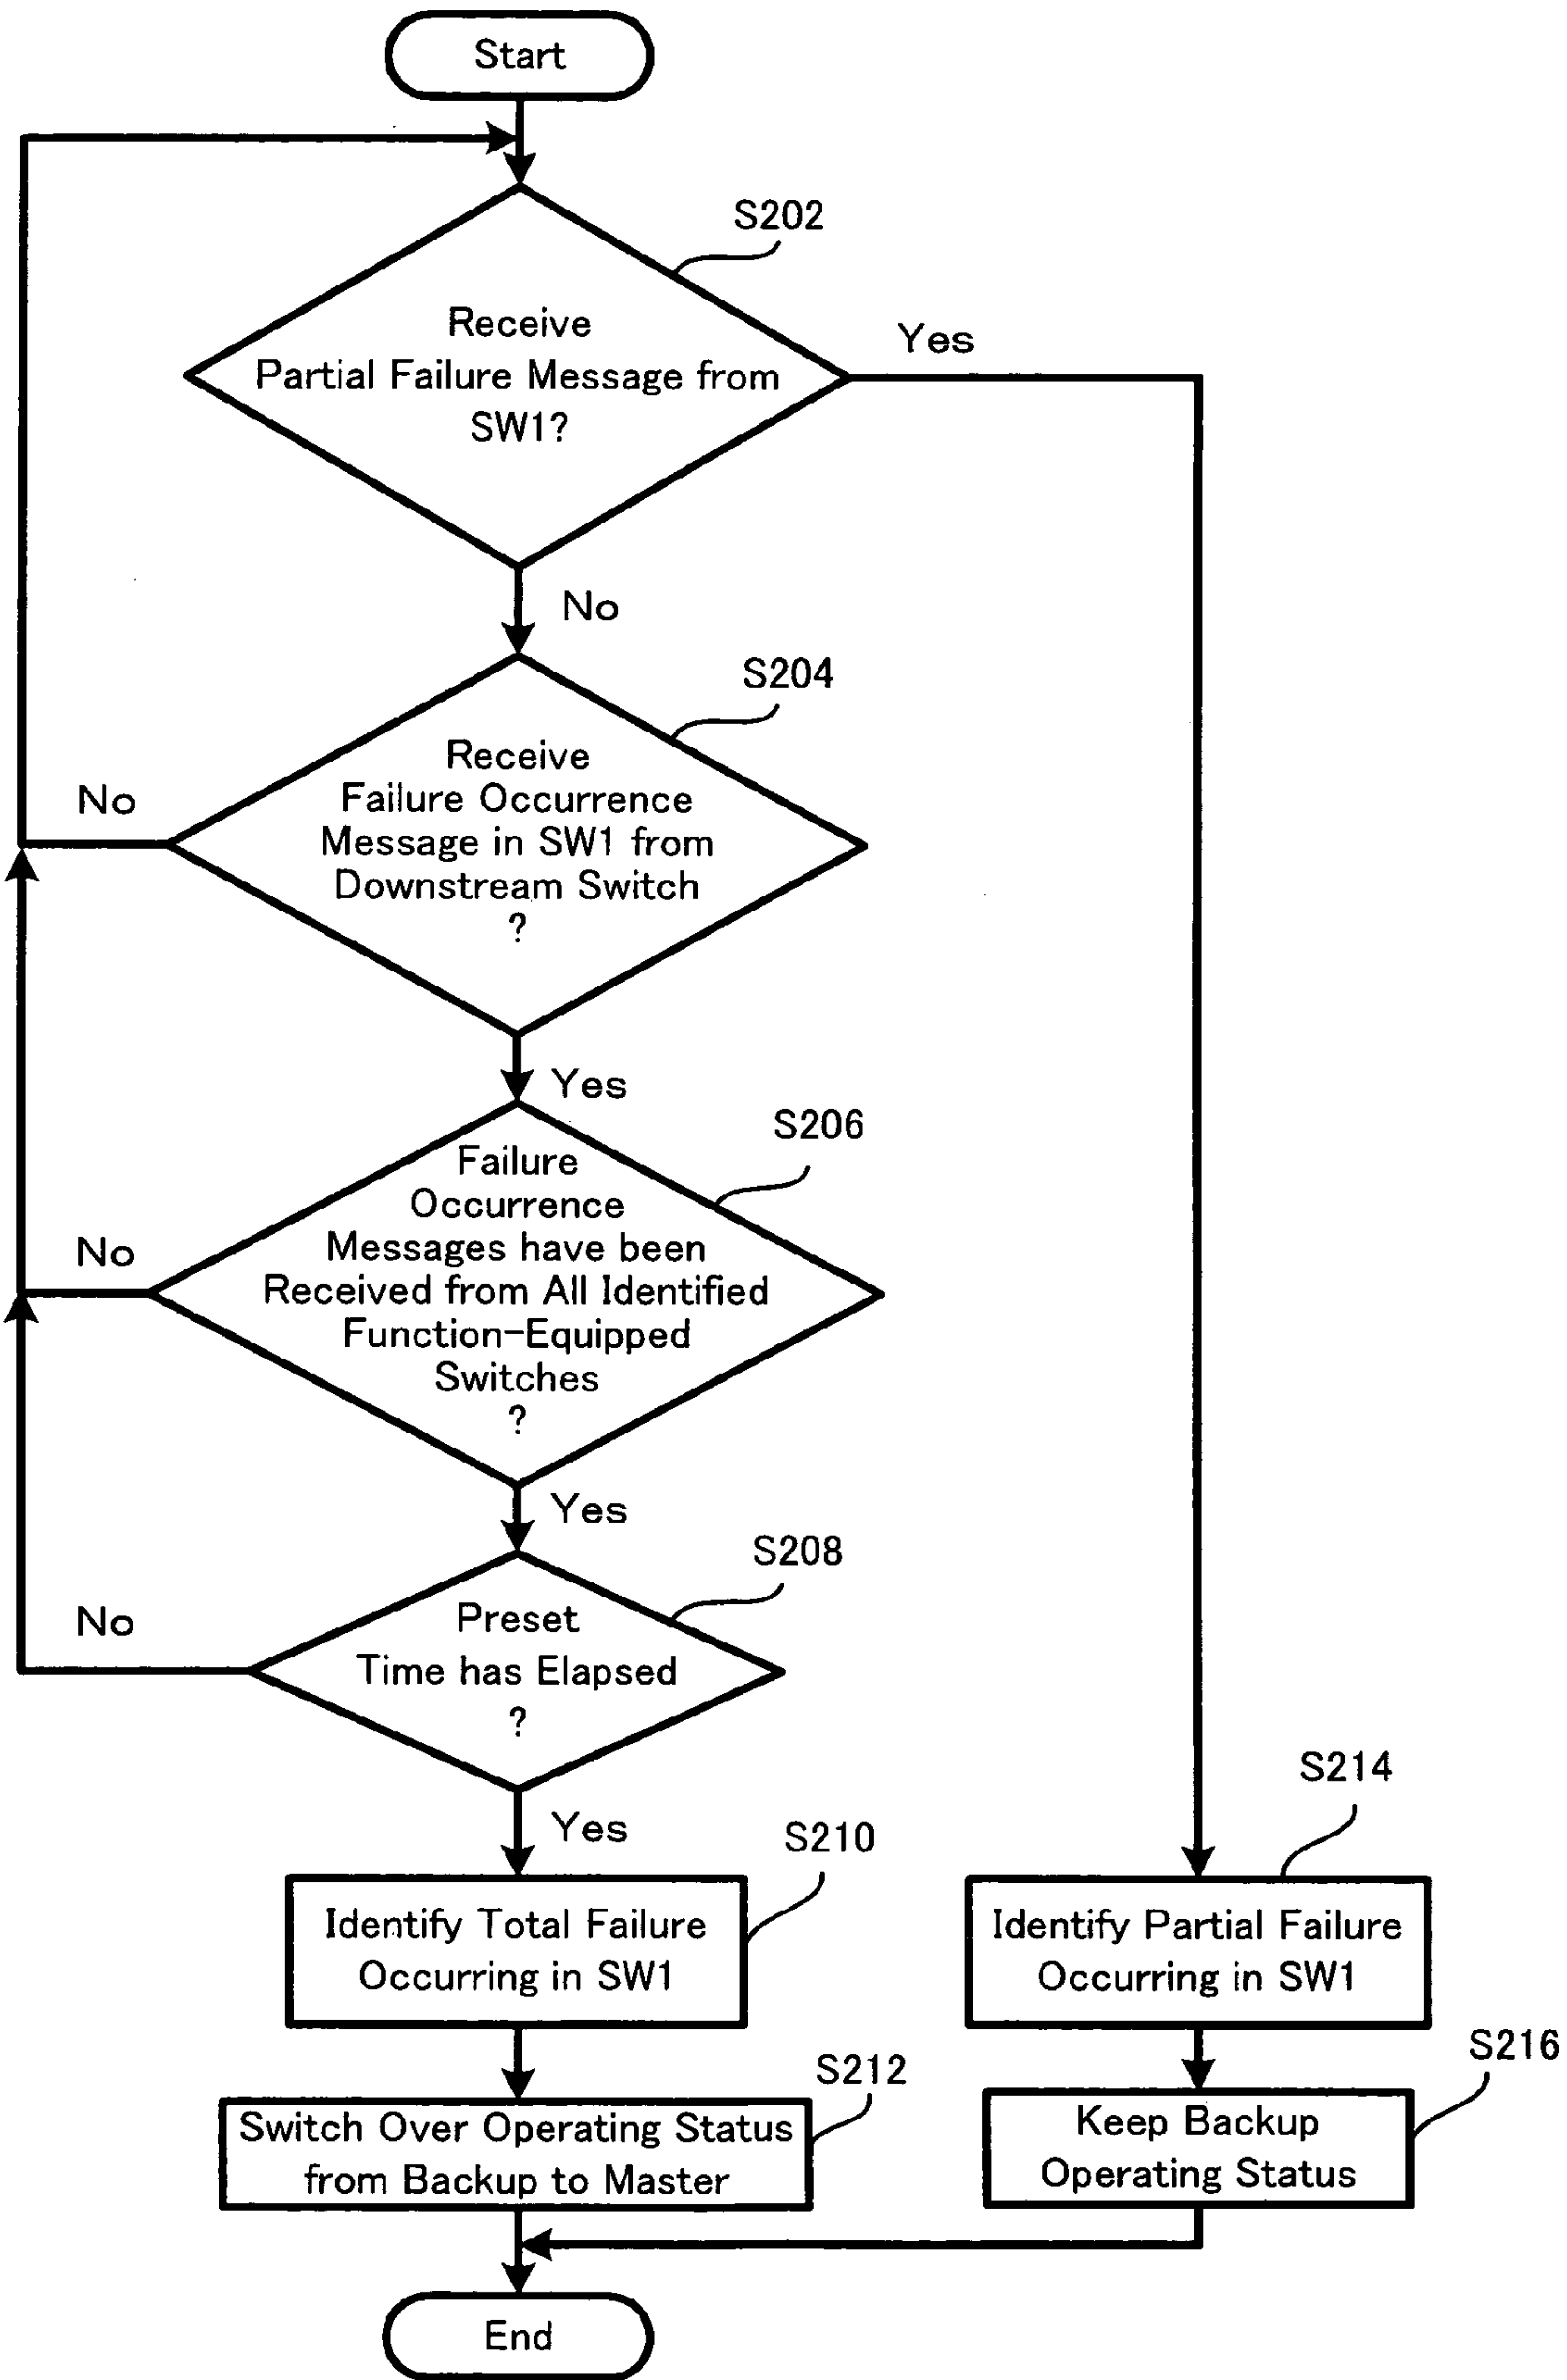 Start
S202
Receive
Partial Failure Message from
SW1?
Yes
No
S204
Receive
Failure Occurrence
Message in SW1 from
Downstream Switch
?
No
Yes
S206
Failure
Occurrence
Messages have been
Received from All Identified
Function-Equipped
Switches
?
No
Yes
S208
Preset
Time has Elapsed
?
No
Yes
S210
Identify Total Failure
Occurring in SW1
S214
Identify Partial Failure
Occurring in SW1
S212
Switch Over Operating Status
from Backup to Master
S216
Keep Backup
Operating Status
End